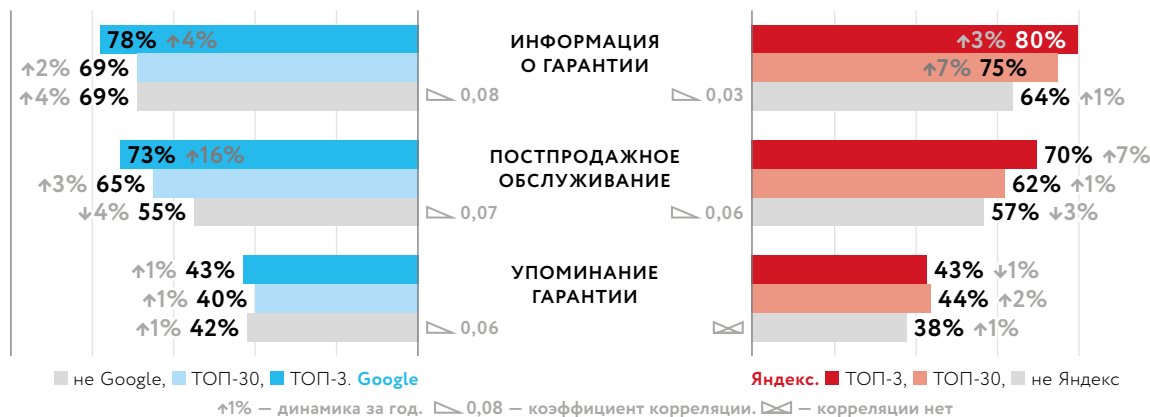 78% ↑4%
↑2% 69%
↑4% 69%
0,08
ИНФОРМАЦИЯ
О ГАРАНТИИ
0,03
↑3% 80%
↑7% 75%
64% ↑1%
73% ↑16%
↑3% 65%
↓4% 55%
0,07
ПОСТПРОДАЖНОЕ
ОБСЛУЖИВАНИЕ
0,06
70% ↑7%
62% ↑1%
57% ↓3%
↑1% 43%
↑1% 40%
↑1% 42%
0,06
УПОМИНАНИЕ
ГАРАНТИИ
43% ↓1%
44% ↑2%
38% ↑1%
не Google, ТОП-30, ТОП-3. Google
Яндекс. ТОП-3, ТОП-30, не Яндекс
↑1% — динамика за год. 0,08 — коэффициент корреляции. — корреляции нет